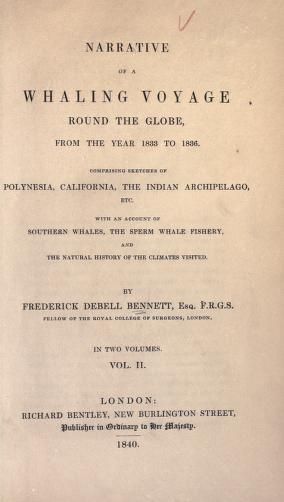 NARRATIVE
OF A
WHALING VOYAGE
ROUND THE GLOBE,
FROM THE YEAR 1833 TO 1836.
COMPRISING SKETCHES OF
POLYNESIA, CALIFORNIA, THE INDIAN ARCHIPELAGO,
ETC.
WITH AN ACCOUNT OF
SOUTHERN WHALES, THE SPERM WHALE FISHERY,
AND
THE NATURAL HISTORY OF THE CLIMATES VISITED.
BY
FREDERICK DEBELL BENNETT, Esq. F.R.G.S.
FELLOW OF THE ROYAL COLLEGE OF SURGEONS, LONDON.
IN TWO VOLUMES.
VOL. II.
LONDON:
RICHARD BENTLEY, NEW BURLINGTON STREET,
Publisher in Ordinary to Her Majesty.
1840.